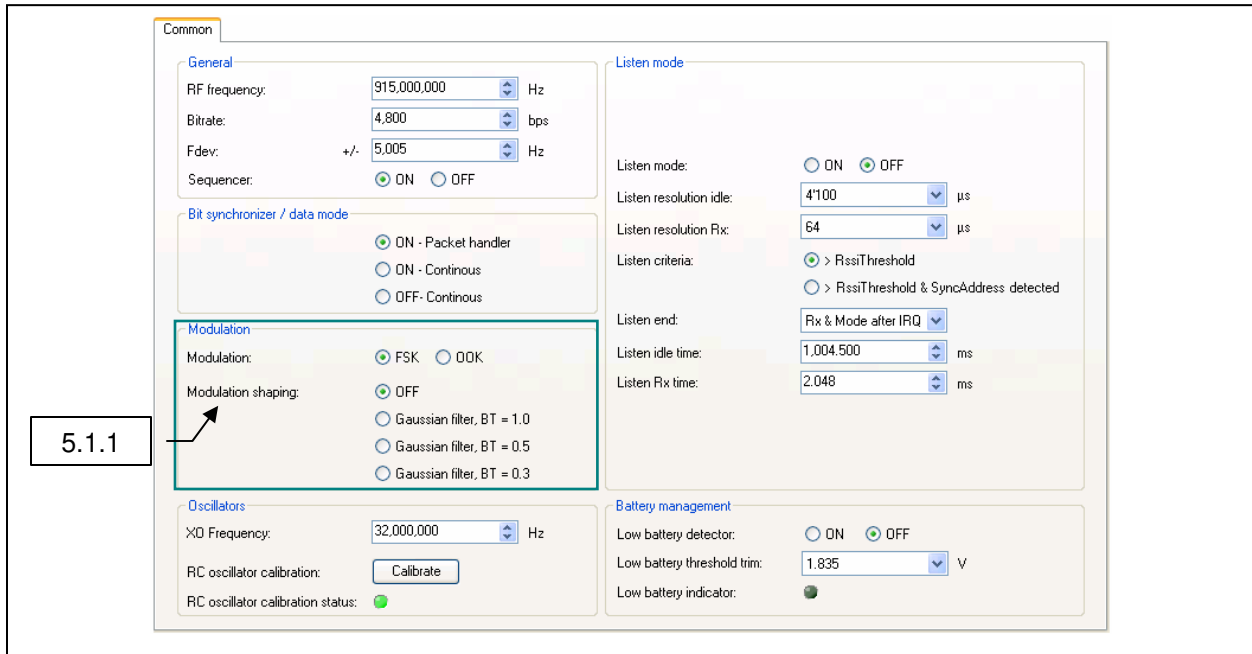 Common
General
RF frequency: 915,000,000 Hz
Bitrate: 4,800 bps
Fdev: +/- 5,005 Hz
Sequencer: ON OFF
Bit synchronizer / data mode
ON - Packet handler
ON - Continous
OFF- Continous
Modulation
Modulation: FSK OOK
Modulation shaping: OFF
Gaussian filter, BT = 1.0
Gaussian filter, BT = 0.5
Gaussian filter, BT = 0.3
5.1.1
Oscillators
XO Frequency: 32,000,000 Hz
RC oscillator calibration: Calibrate
RC oscillator calibration status:
Listen mode
Listen mode: ON OFF
Listen resolution idle: 4'100 µs
Listen resolution Rx: 64 µs
Listen criteria: > RssiThreshold
> RssiThreshold & SyncAddress detected
Listen end: Rx & Mode after IRQ
Listen idle time: 1,004.500 ms
Listen Rx time: 2.048 ms
Battery management
Low battery detector: ON OFF
Low battery threshold trim: 1.835 V
Low battery indicator: